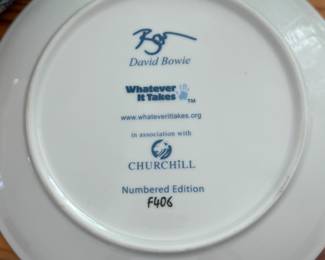 David Bowie
Whatever
It Takes TM
www.whateverittakes.org
in association with
CHURCHiLL
Numbered Edition
F406